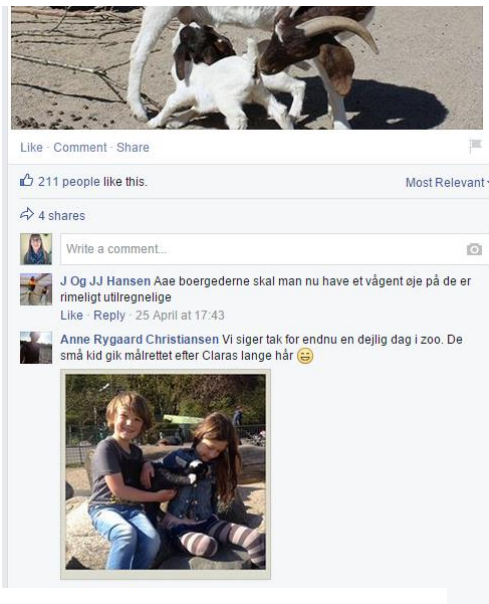 Like · Comment · Share
211 people like this.
Most Relevant
4 shares
Write a comment...
J Og JJ Hansen Aae boergederne skal man nu have et vågent øje på de er
rimeligt utilregnelige
Like · Reply · 25 April at 17:43
Anne Rygaard Christiansen Vi siger tak for endnu en dejlig dag i zoo. De
små kid gik målrettet efter Claras lange hår